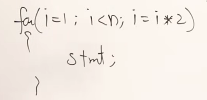 for(i=1; i<n; i=i*2)
{
stmt;
}